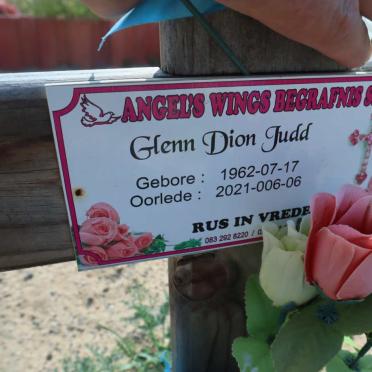 ANGEL'S WINGS BEGRAFNIS
Glenn Dion Judd
Gebore : 1962-07-17
Oorlede : 2021-006-06
RUS IN VREDE
083 292 8220 /